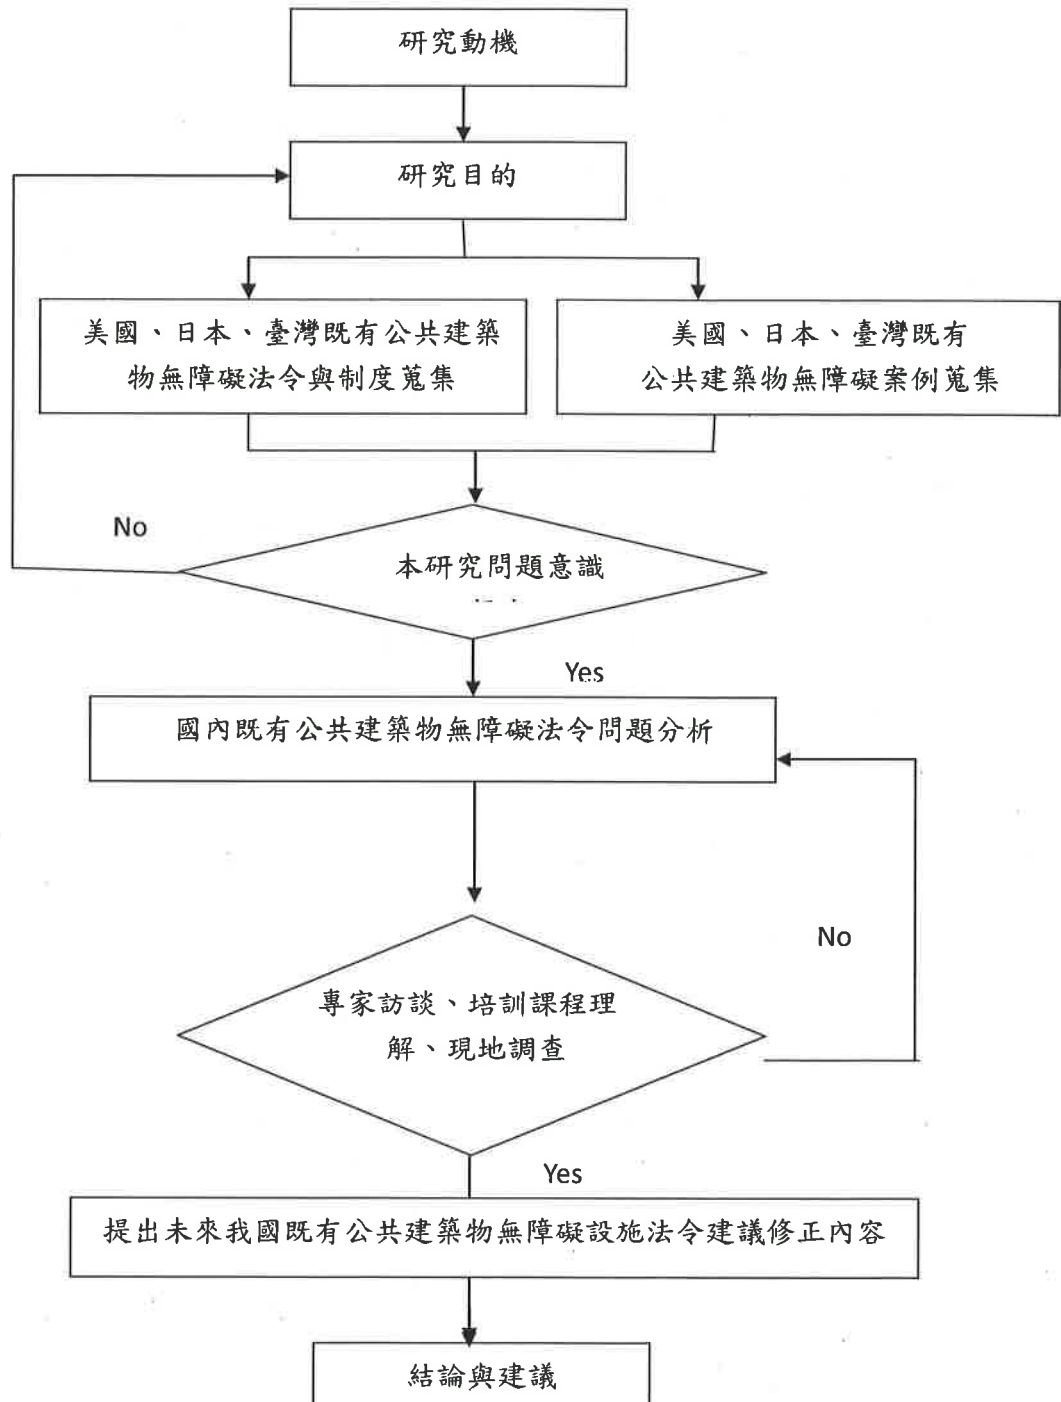 研究動機
研究目的
美國、日本、臺灣既有公共建築
物無障礙法令與制度蒐集
美國、日本、臺灣既有
公共建築物無障礙案例蒐集
No
本研究問題意識
Yes
國內既有公共建築物無障礙法令問題分析
No
專家訪談、培訓課程理
解、現地調查
Yes
提出未來我國既有公共建築物無障礙設施法令建議修正內容
結論與建議